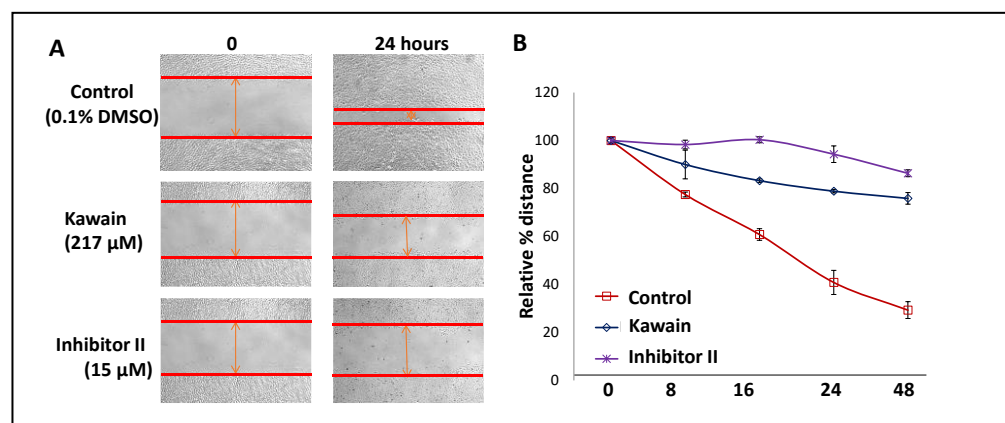 A
0
24 hours
Control
(0.1% DMSO)
Kawain
(217 µM)
Inhibitor II
(15 µM)
B
Relative % distance
120
100
80
60
40
20
0
Control
Kawain
Inhibitor II
0 8 16 24 48